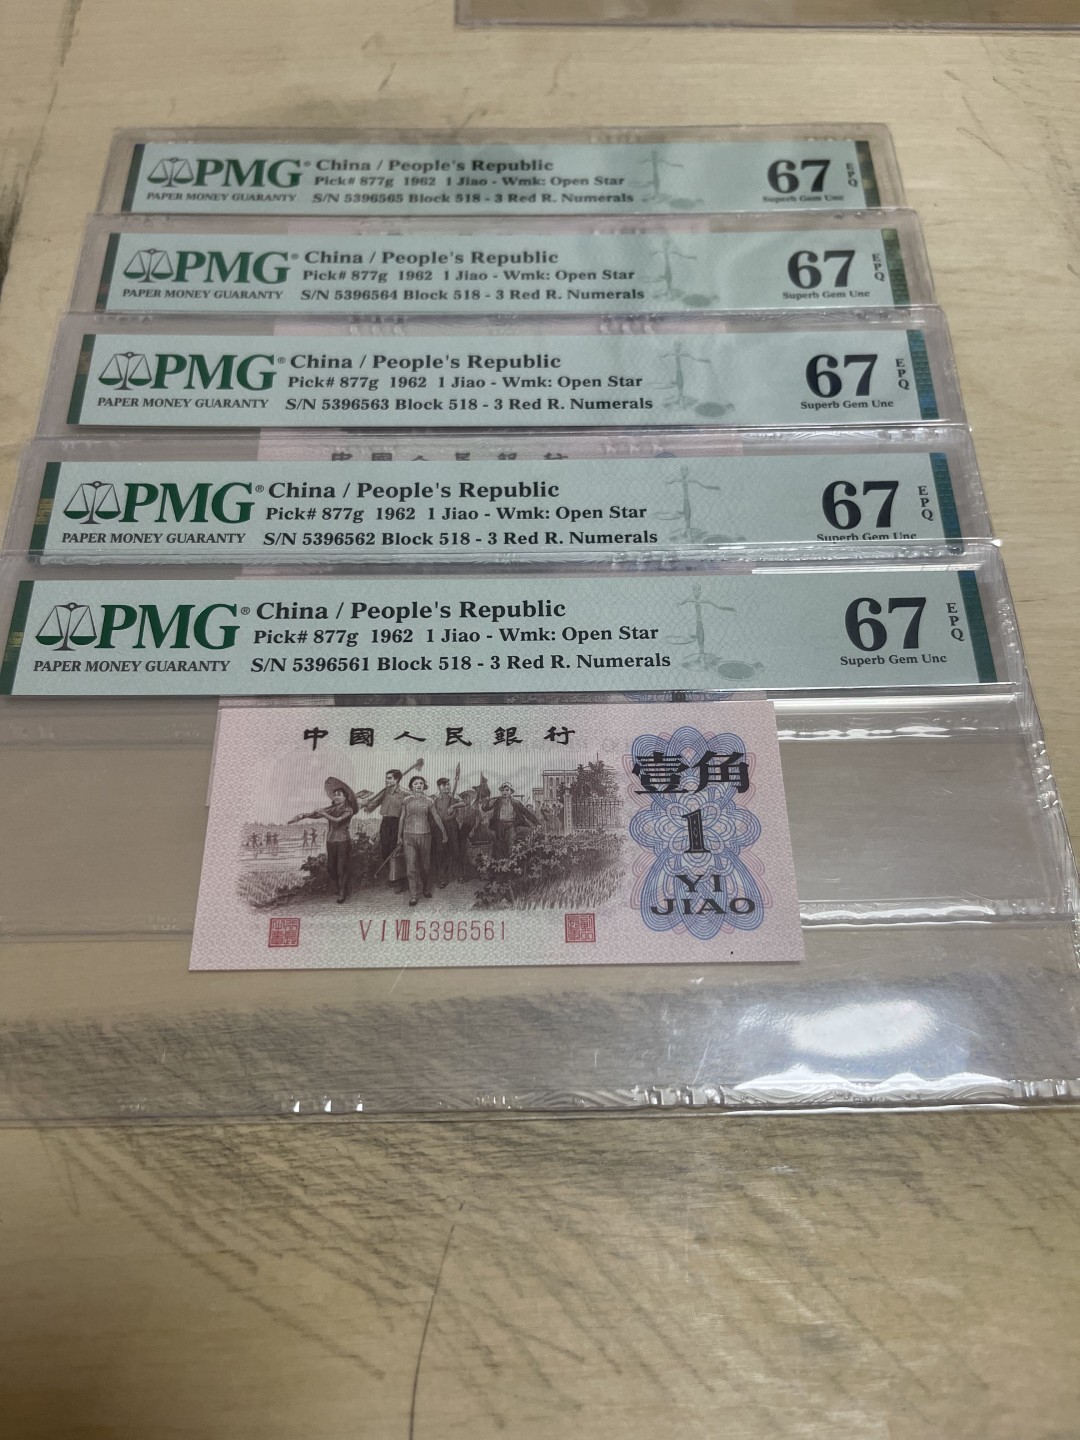 PMG® China / People's Republic 67 EPQ
Pick# 877g 1962 1 Jiao - Wmk: Open Star
PAPER MONEY GUARANTY S/N 5396565 Block 518 - 3 Red R. Numerals Superb Gem Unc
PMG® China / People's Republic 67 EPQ
Pick# 877g 1962 1 Jiao - Wmk: Open Star
PAPER MONEY GUARANTY S/N 5396564 Block 518 - 3 Red R. Numerals Superb Gem Unc
PMG® China / People's Republic 67 EPQ
Pick# 877g 1962 1 Jiao - Wmk: Open Star
PAPER MONEY GUARANTY S/N 5396563 Block 518 - 3 Red R. Numerals Superb Gem Unc
中國人民銀行
PMG® China / People's Republic 67 EPQ
Pick# 877g 1962 1 Jiao - Wmk: Open Star
PAPER MONEY GUARANTY S/N 5396562 Block 518 - 3 Red R. Numerals Superb Gem Unc
PMG® China / People's Republic 67 EPQ
Pick# 877g 1962 1 Jiao - Wmk: Open Star
PAPER MONEY GUARANTY S/N 5396561 Block 518 - 3 Red R. Numerals Superb Gem Unc
中國人民銀行
壹角
1
YI
JIAO
V I VIII 5396561